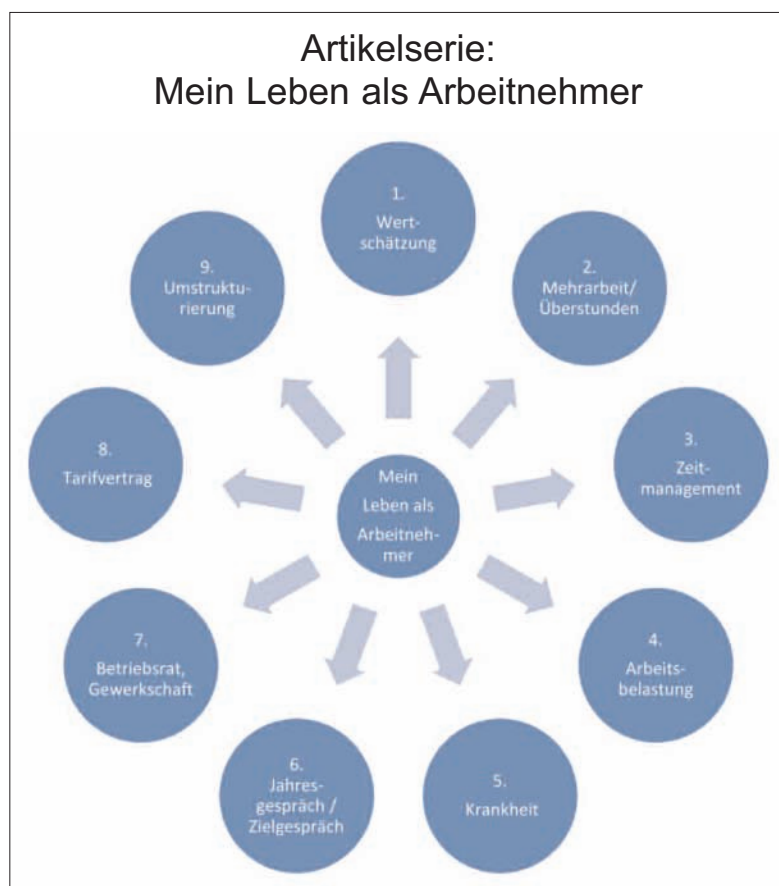 Artikelserie:
Mein Leben als Arbeitnehmer
1.
Wert-
schätzung
2.
Mehrarbeit/
Überstunden
3.
Zeit-
management
4.
Arbeits-
belastung
5.
Krankheit
6.
Jahres-
gespräch /
Zielgespräch
7.
Betriebsrat,
Gewerkschaft
8.
Tarifvertrag
9.
Umstruktu-
rierung
Mein
Leben als
Arbeitneh-
mer